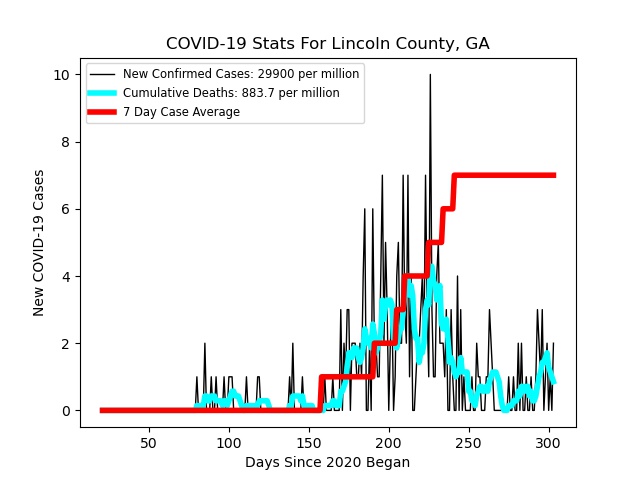 COVID-19 Stats For Lincoln County, GA
New Confirmed Cases: 29900 per million
Cumulative Deaths: 883.7 per million
7 Day Case Average
New COVID-19 Cases
10
8
6
4
2
0
50 100 150 200 250 300
Days Since 2020 Began